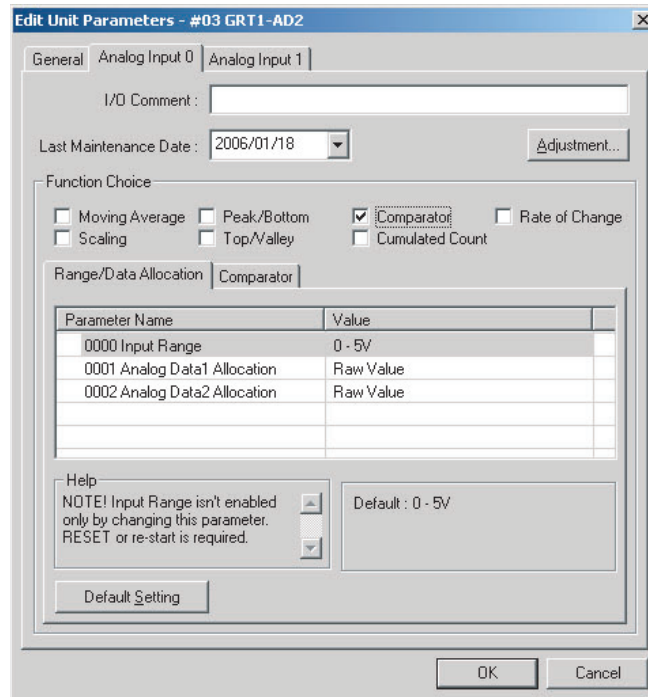 Edit Unit Parameters - #03 GRT1-AD2
General Analog Input 0 Analog Input 1
I/O Comment :
Last Maintenance Date : 2006/01/18 Adjustment...
Function Choice
Moving Average Peak/Bottom Comparator Rate of Change
Scaling Top/Valley Cumulated Count
Range/Data Allocation Comparator
Parameter Name Value
0000 Input Range 0 - 5V
0001 Analog Data1 Allocation Raw Value
0002 Analog Data2 Allocation Raw Value
Help
NOTE! Input Range isn't enabled
only by changing this parameter.
RESET or re-start is required.
Default : 0 - 5V
Default Setting
OK Cancel